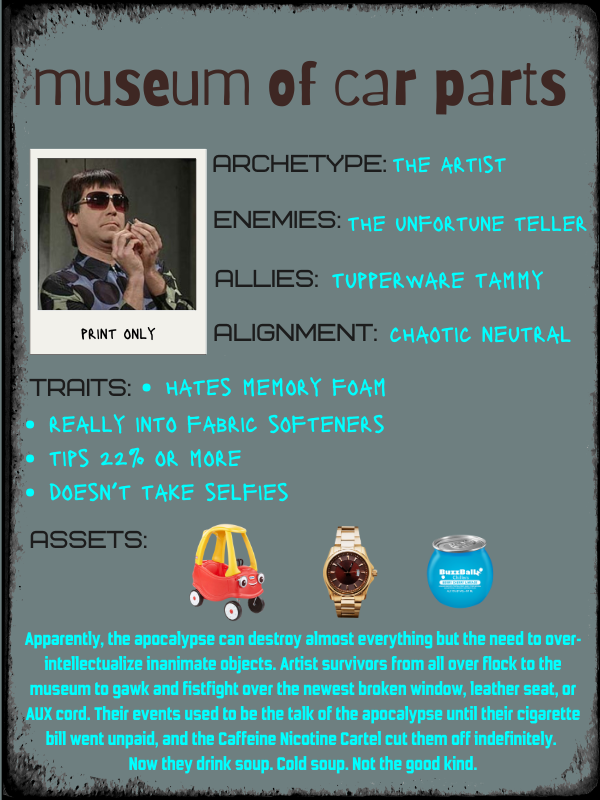 museum of car parts
ARCHETYPE: THE ARTIST
ENEMIES: THE UNFORTUNE TELLER
ALLIES: TUPPERWARE TAMMY
PRINT ONLY
ALIGNMENT: CHAOTIC NEUTRAL
TRAITS: • HATES MEMORY FOAM
• REALLY INTO FABRIC SOFTENERS
• TIPS 22% OR MORE
• DOESN'T TAKE SELFIES
ASSETS:
BuzzBallz
Chillers
Apparently, the apocalypse can destroy almost everything but the need to over-
intellectualize inanimate objects. Artist survivors from all over flock to the
museum to gawk and fistfight over the newest broken window, leather seat, or
AUX cord. Their events used to be the talk of the apocalypse until their cigarette
bill went unpaid, and the Caffeine Nicotine Cartel cut them off indefinitely.
Now they drink soup. Cold soup. Not the good kind.